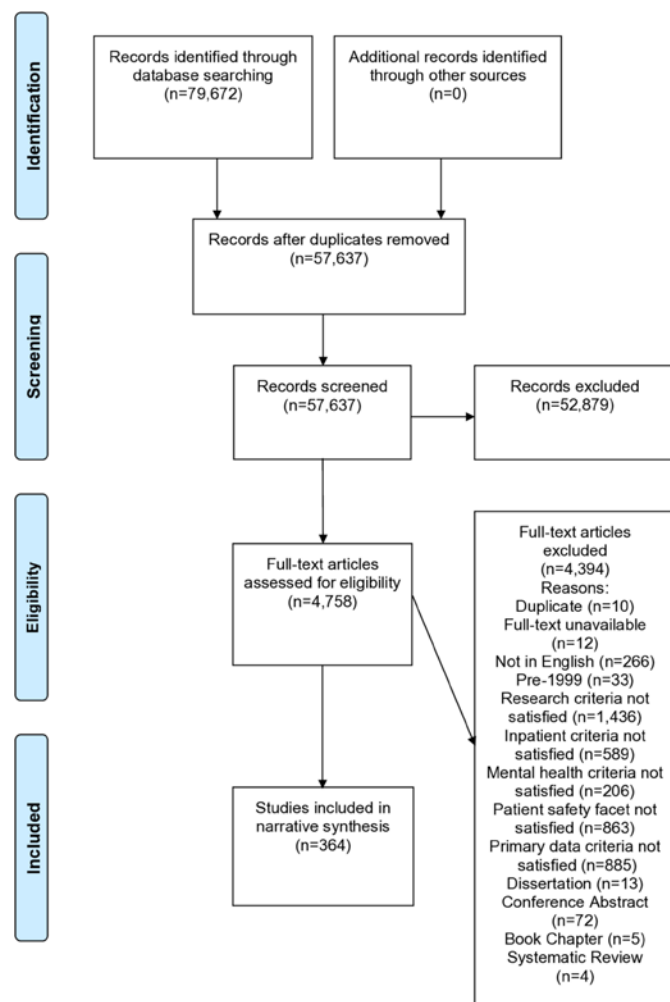 Identification
Records identified through
database searching
(n=79,672)
Additional records identified
through other sources
(n=0)
Records after duplicates removed
(n=57,637)
Screening
Records screened
(n=57,637)
Records excluded
(n=52,879)
Eligibility
Full-text articles
assessed for eligibility
(n=4,758)
Full-text articles
excluded
(n=4,394)
Reasons:
Duplicate (n=10)
Full-text unavailable
(n=12)
Not in English (n=266)
Pre-1999 (n=33)
Research criteria not
satisfied (n=1,436)
Inpatient criteria not
satisfied (n=589)
Mental health criteria not
satisfied (n=206)
Patient safety facet not
satisfied (n=863)
Primary data criteria not
satisfied (n=885)
Dissertation (n=13)
Conference Abstract
(n=72)
Book Chapter (n=5)
Systematic Review
(n=4)
Included
Studies included in
narrative synthesis
(n=364)